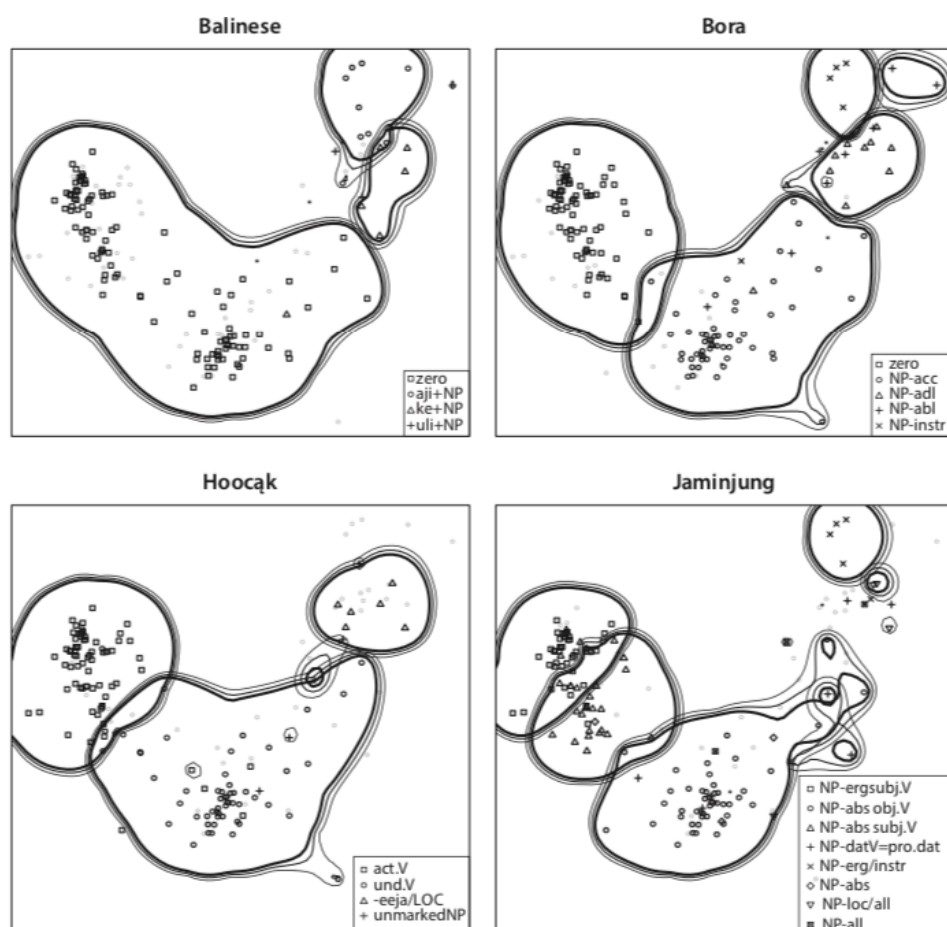 Balinese
□zero
○aji+NP
△ke+NP
+uli+NP
Bora
□ zero
○ NP-acc
△ NP-adl
+ NP-abl
× NP-instr
Hoocąk
□ act.V
○ und.V
△ -eeja/LOC
+ unmarkedNP
Jaminjung
□ NP-ergsubj.V
○ NP-abs obj.V
△ NP-abs subj.V
+ NP-datV=pro.dat
× NP-erg/instr
◇ NP-abs
▽ NP-loc/all
▣ NP-all